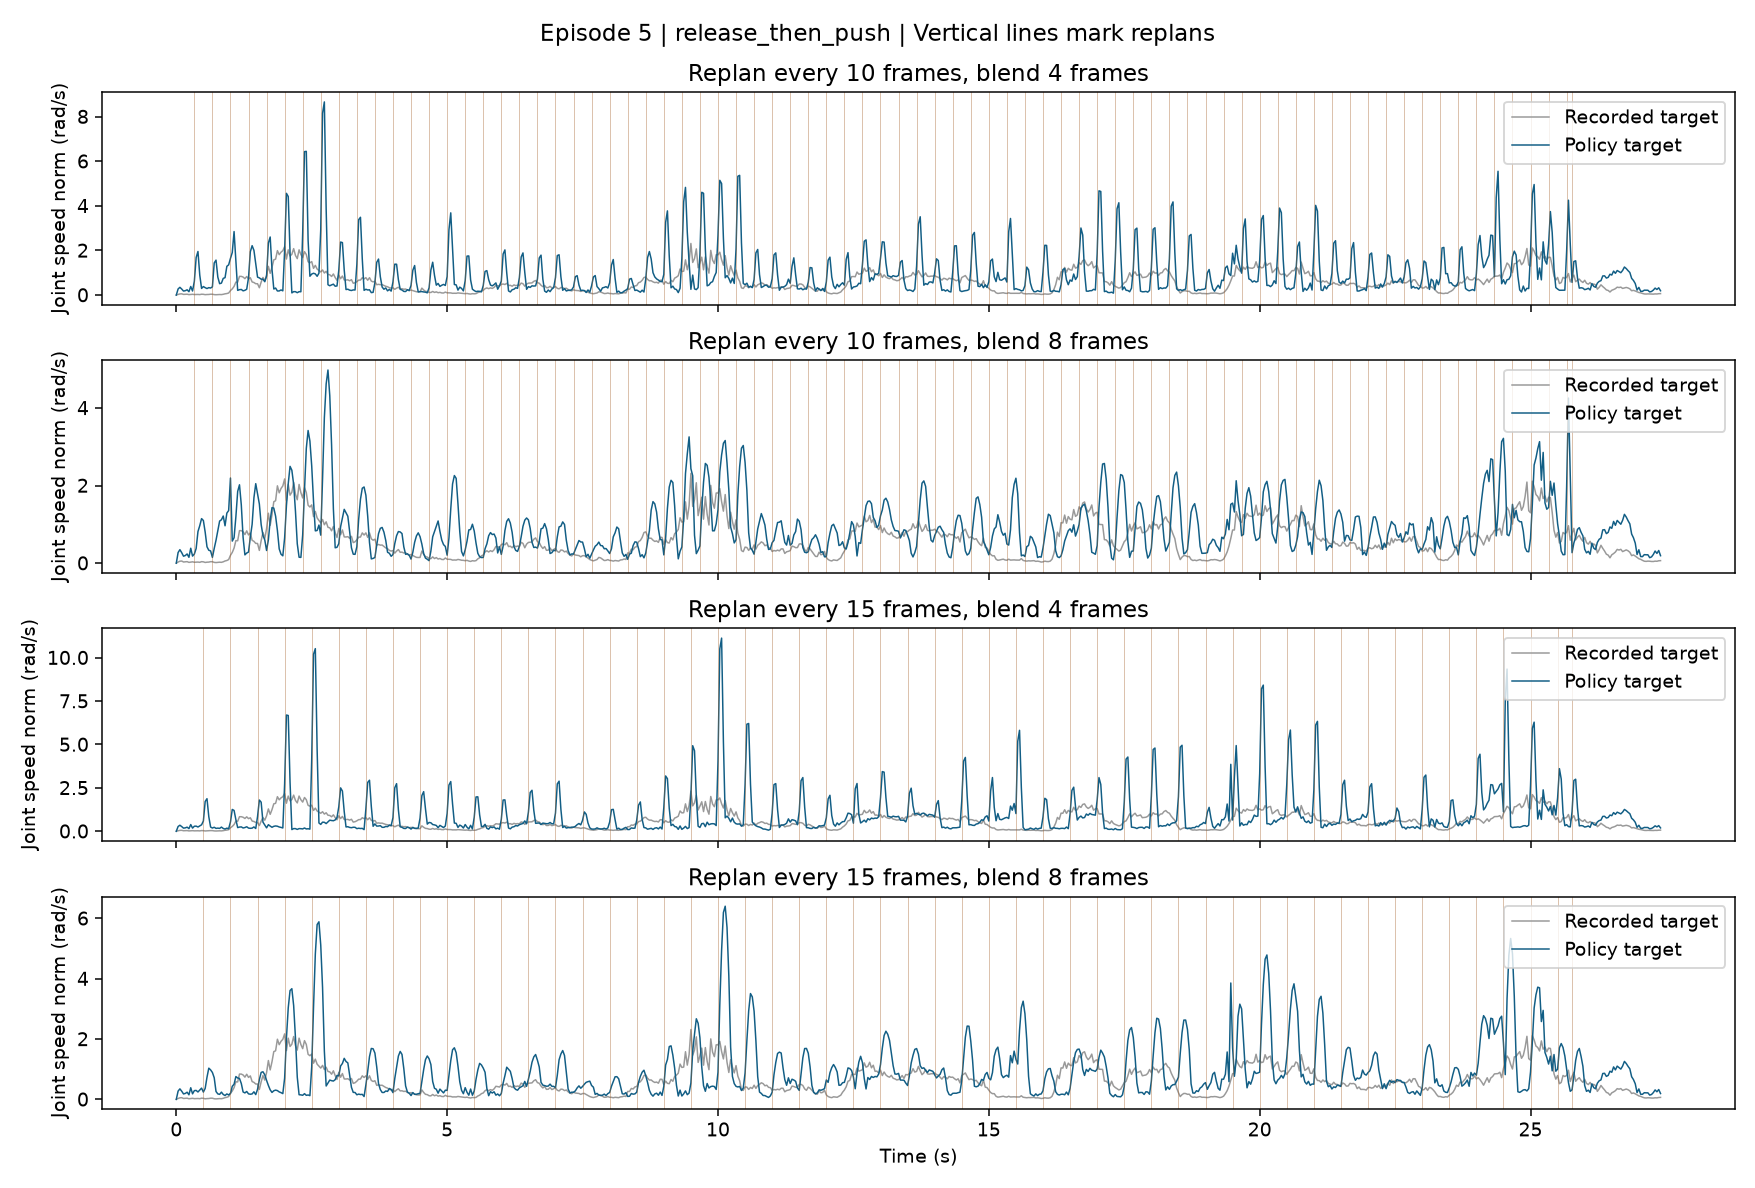 Episode 5 | release_then_push | Vertical lines mark replans
Replan every 10 frames, blend 4 frames
Joint speed norm (rad/s)
8
6
4
2
0
Recorded target
Policy target
Replan every 10 frames, blend 8 frames
Joint speed norm (rad/s)
4
2
0
Recorded target
Policy target
Replan every 15 frames, blend 4 frames
Joint speed norm (rad/s)
10.0
7.5
5.0
2.5
0.0
Recorded target
Policy target
Replan every 15 frames, blend 8 frames
Joint speed norm (rad/s)
6
4
2
0
Recorded target
Policy target
0 5 10 15 20 25
Time (s)